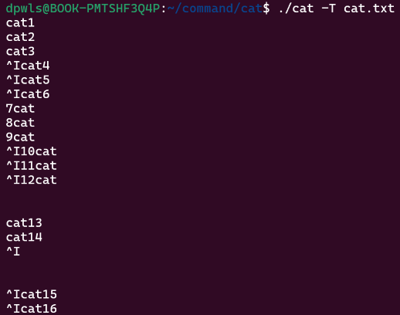 dpwls@BOOK-PMTSHF3Q4P:~/command/cat$ ./cat -T cat.txt
cat1
cat2
cat3
^Icat4
^Icat5
^Icat6
7cat
8cat
9cat
^I10cat
^I11cat
^I12cat
cat13
cat14
^I
^Icat15
^Icat16